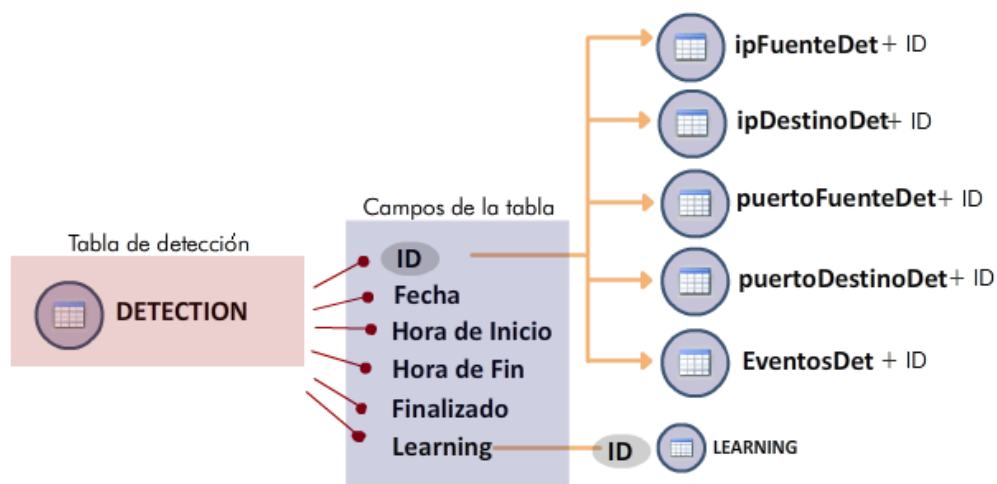 Tabla de detección
DETECTION
Campos de la tabla
ID
Fecha
Hora de Inicio
Hora de Fin
Finalizado
Learning
ipFuenteDet + ID
ipDestinoDet+ ID
puertoFuenteDet + ID
puertoDestinoDet + ID
EventosDet + ID
ID LEARNING